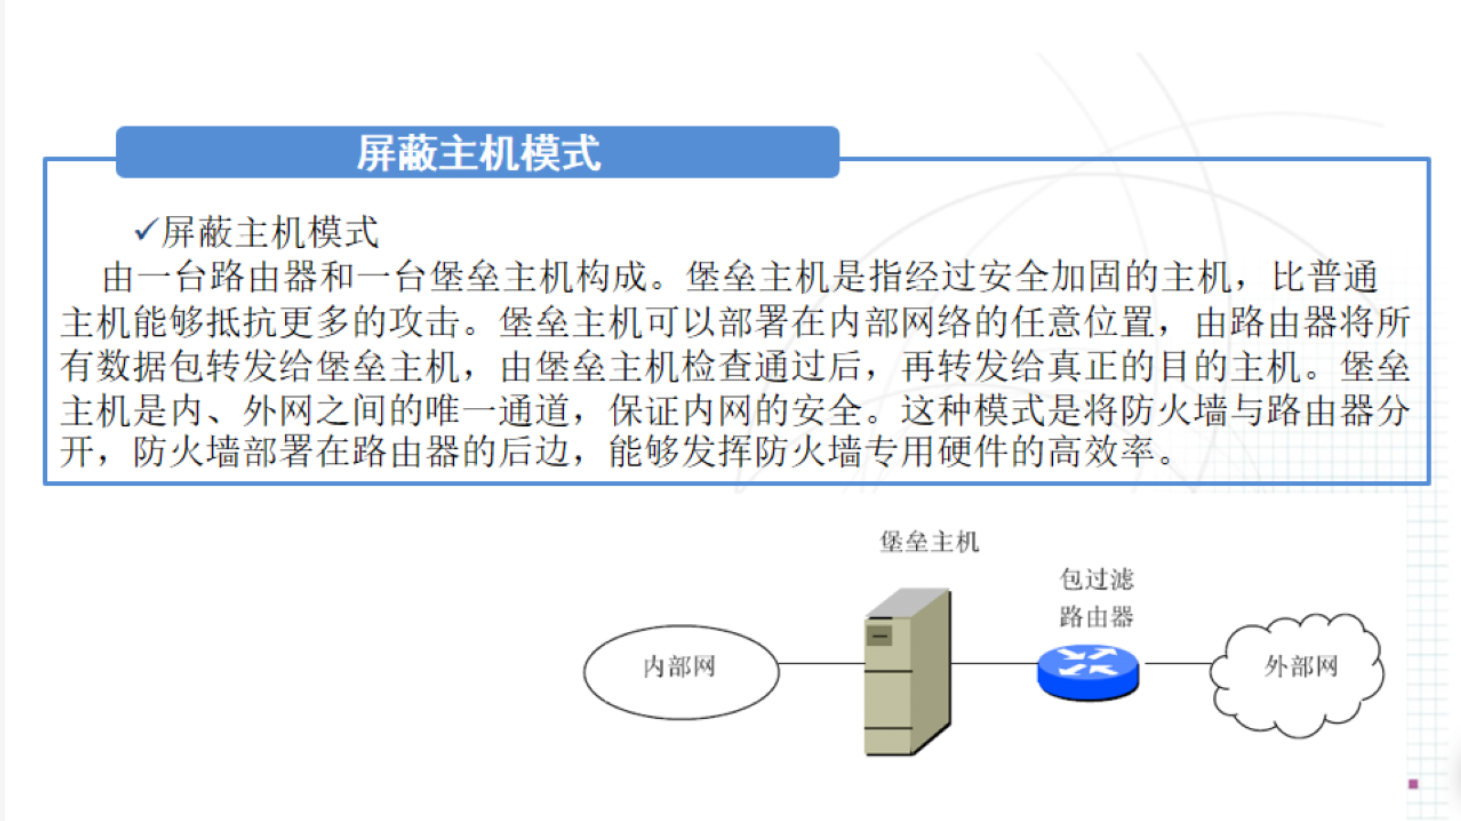 屏蔽主机模式
✓屏蔽主机模式
由一台路由器和一台堡垒主机构成。堡垒主机是指经过安全加固的主机，比普通
主机能够抵抗更多的攻击。堡垒主机可以部署在内部网络的任意位置，由路由器将所
有数据包转发给堡垒主机，由堡垒主机检查通过后，再转发给真正的目的主机。堡垒
主机是内、外网之间的唯一通道，保证内网的安全。这种模式是将防火墙与路由器分
开，防火墙部署在路由器的后边，能够发挥防火墙专用硬件的高效率。
堡垒主机
包过滤
路由器
内部网
外部网